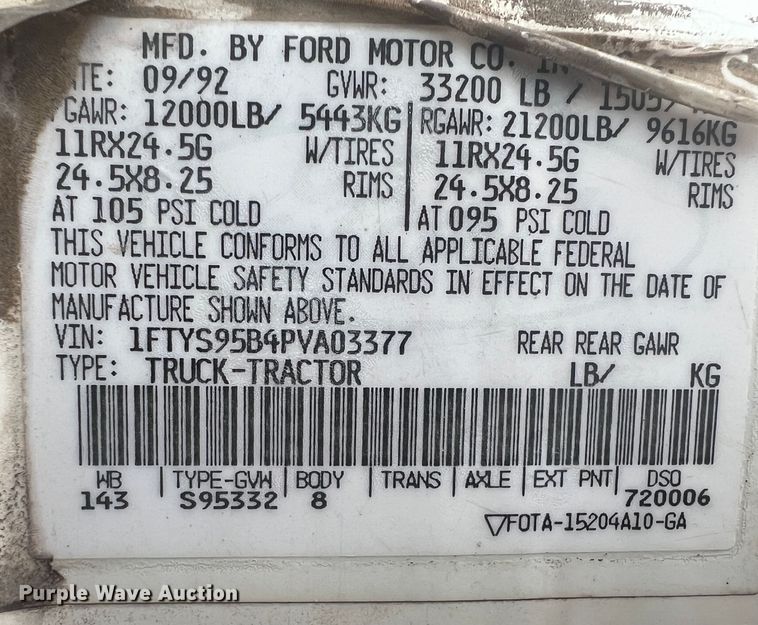 MFD. BY FORD MOTOR CO. IN
TE: 09/92 GVWR: 33200 LB / 15059
GAWR: 12000LB/ 5443KG RGAWR: 21200LB/ 9616KG
11RX24.5G W/TIRES 11RX24.5G W/TIRES
24.5X8.25 RIMS 24.5X8.25 RIMS
AT 105 PSI COLD AT 095 PSI COLD
THIS VEHICLE CONFORMS TO ALL APPLICABLE FEDERAL
MOTOR VEHICLE SAFETY STANDARDS IN EFFECT ON THE DATE OF
MANUFACTURE SHOWN ABOVE.
VIN: 1FTYS95B4PVA03377 REAR REAR GAWR
TYPE: TRUCK-TRACTOR LB/ KG
WB TYPE-GVW BODY TRANS AXLE EXT PNT DSO
143 S95332 8 720006
▽FOTA-15204A10-GA
Purple Wave Auction